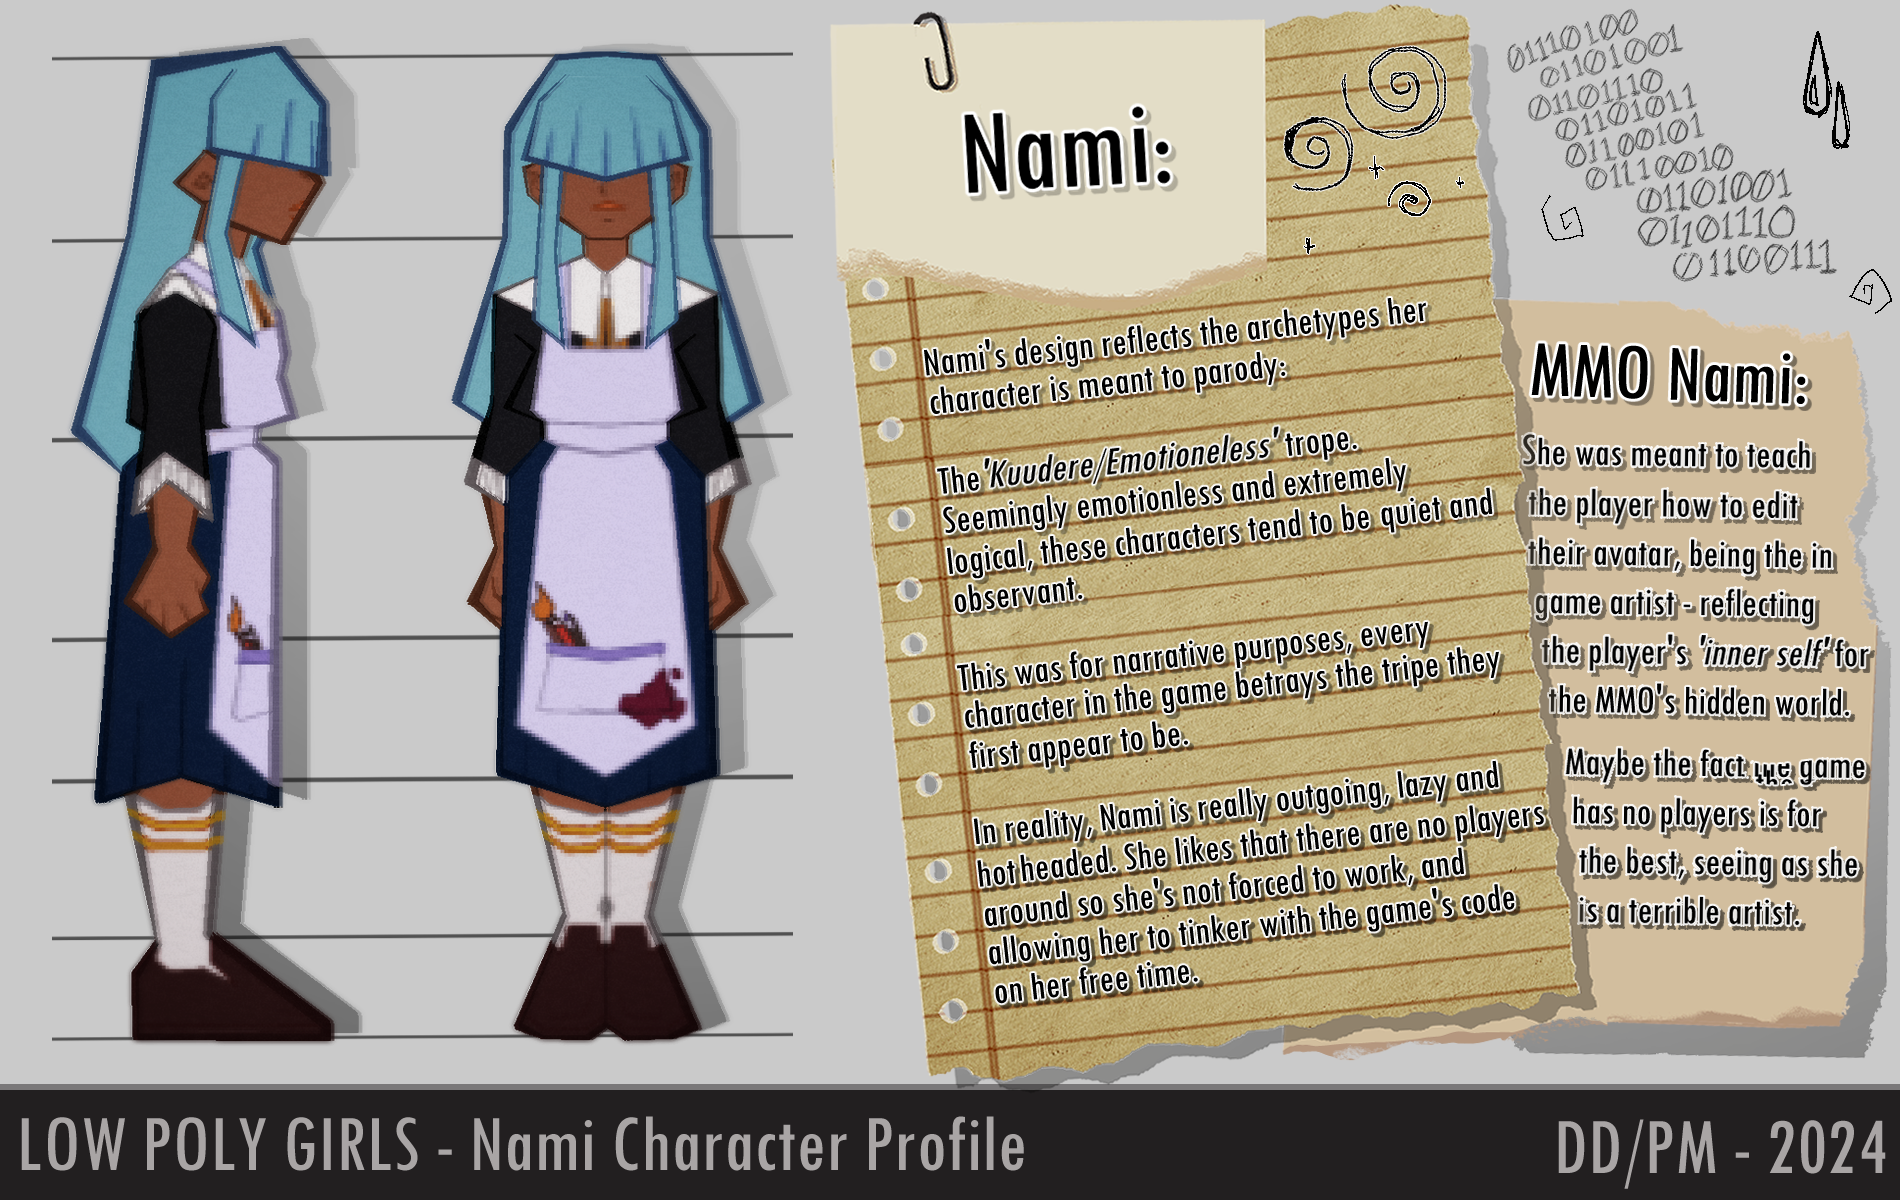 Nami:
Nami's design reflects the archetypes her
character is meant to parody:
The 'Kuudere/Emotioneless' trope.
Seemingly emotionless and extremely
logical, these characters tend to be quiet and
observant.
This was for narrative purposes, every
character in the game betrays the tripe they
first appear to be.
In reality, Nami is really outgoing, lazy and
hotheaded. She likes that there are no players
around so she's not forced to work, and
allowing her to tinker with the game's code
on her free time.
01110100
01101001
01101110
01101011
01100101
01110010
01101001
01101110
01100111
MMO Nami:
She was meant to teach
the player how to edit
their avatar, being the in
game artist - reflecting
the player's 'inner self' for
the MMO's hidden world.
Maybe the fact the game
has no players is for
the best, seeing as she
is a terrible artist.
LOW POLY GIRLS - Nami Character Profile
DD/PM - 2024